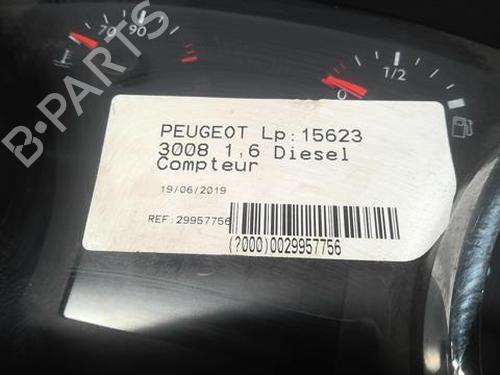 70 90
0 1/2
PEUGEOT Lp:15623
3008 1,6 Diesel
Compteur
19/06/2019
REF:29957756
(?000)0029957756
B-PARTS